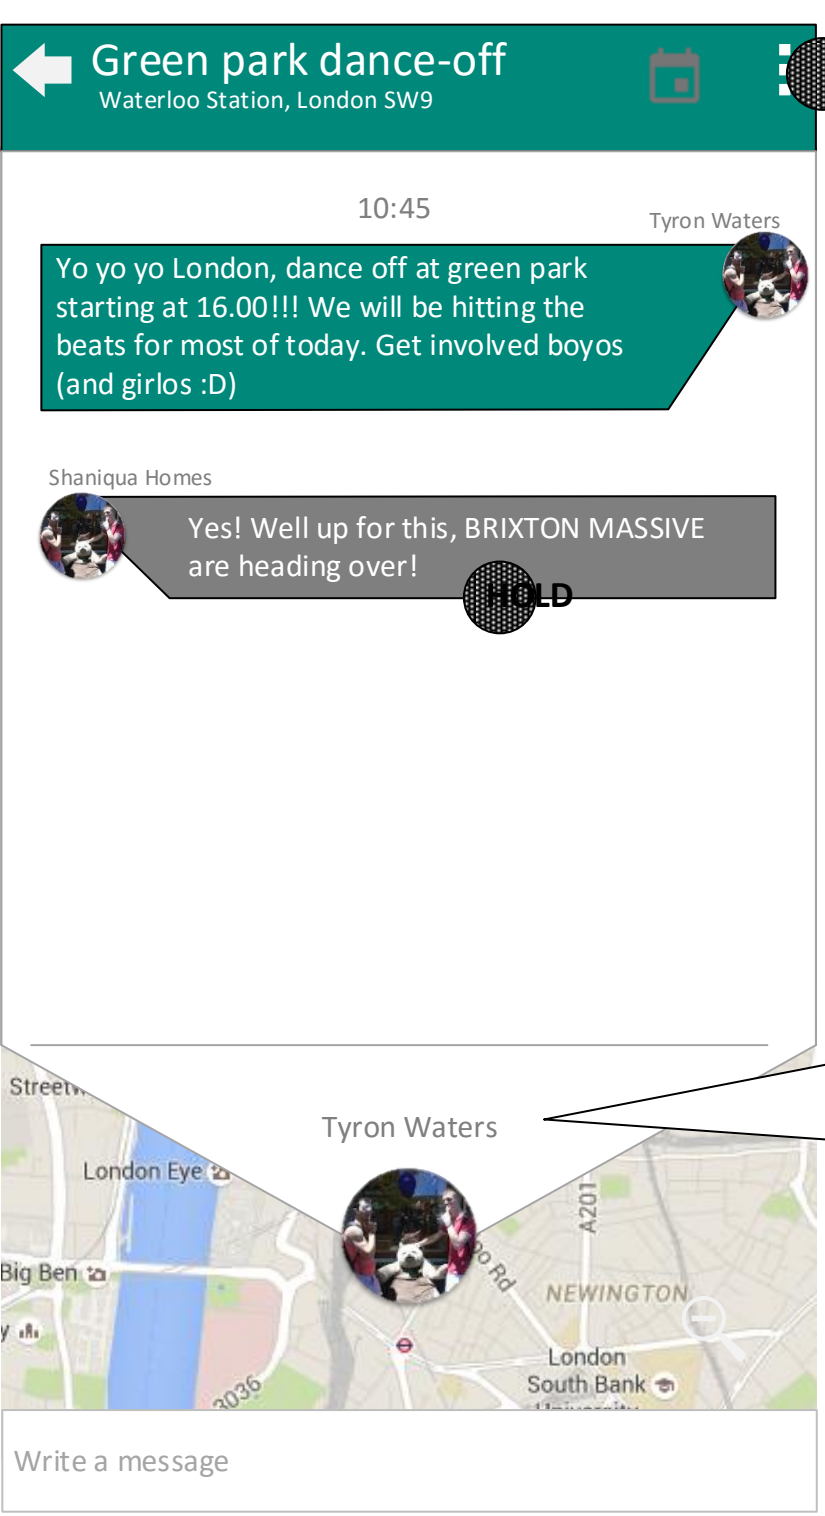 Green park dance-off
Waterloo Station, London SW9
10:45
Tyron Waters
Yo yo yo London, dance off at green park
starting at 16.00!!! We will be hitting the
beats for most of today. Get involved boyos
(and girlos :D)
Shaniqua Homes
Yes! Well up for this, BRIXTON MASSIVE
are heading over!
HOLD
Tyron Waters
London Eye
A201
Big Ben
Rd
NEWINGTON
y
London
South Bank
University
3036
Write a message